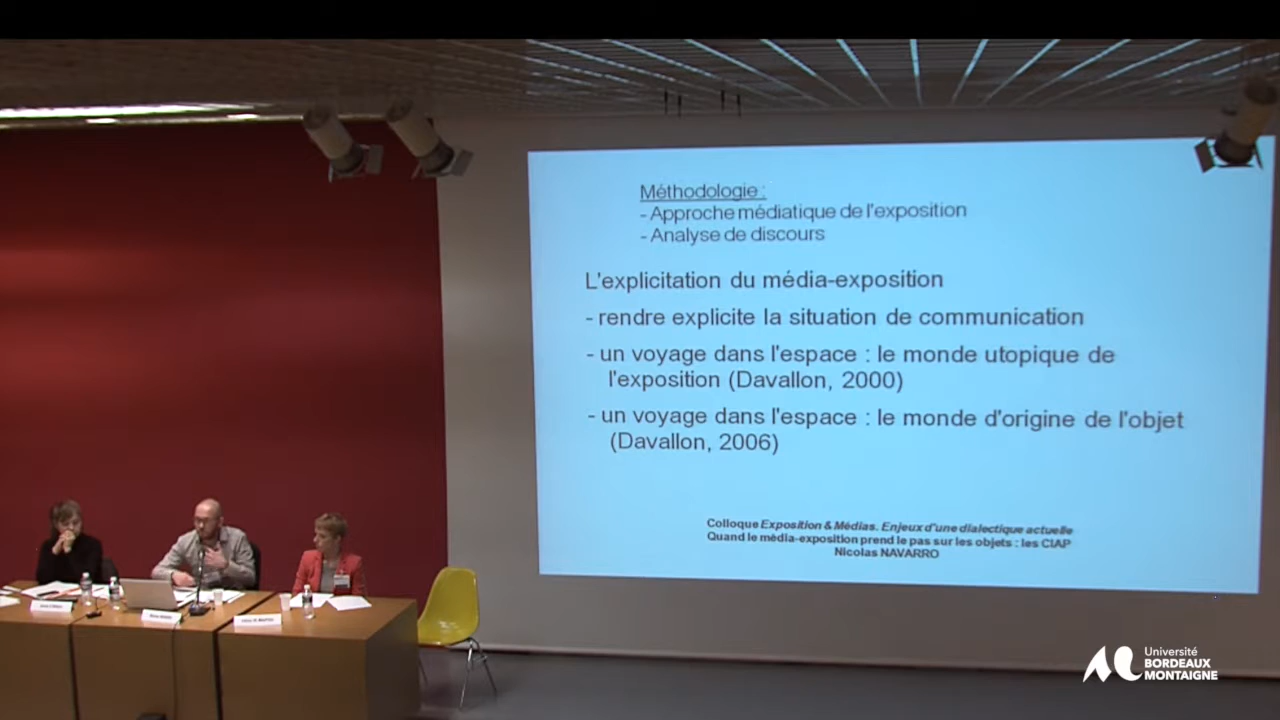 Méthodologie :
- Approche médiatique de l'exposition
- Analyse de discours
L'explicitation du média-exposition
- rendre explicite la situation de communication
- un voyage dans l'espace : le monde utopique de
l'exposition (Davallon, 2000)
- un voyage dans l'espace : le monde d'origine de l'objet
(Davallon, 2006)
Colloque Exposition & Médias. Enjeux d'une dialectique actuelle
Quand le média-exposition prend le pas sur les objets : les CIAP
Nicolas NAVARRO
Université
BORDEAUX
MONTAIGNE